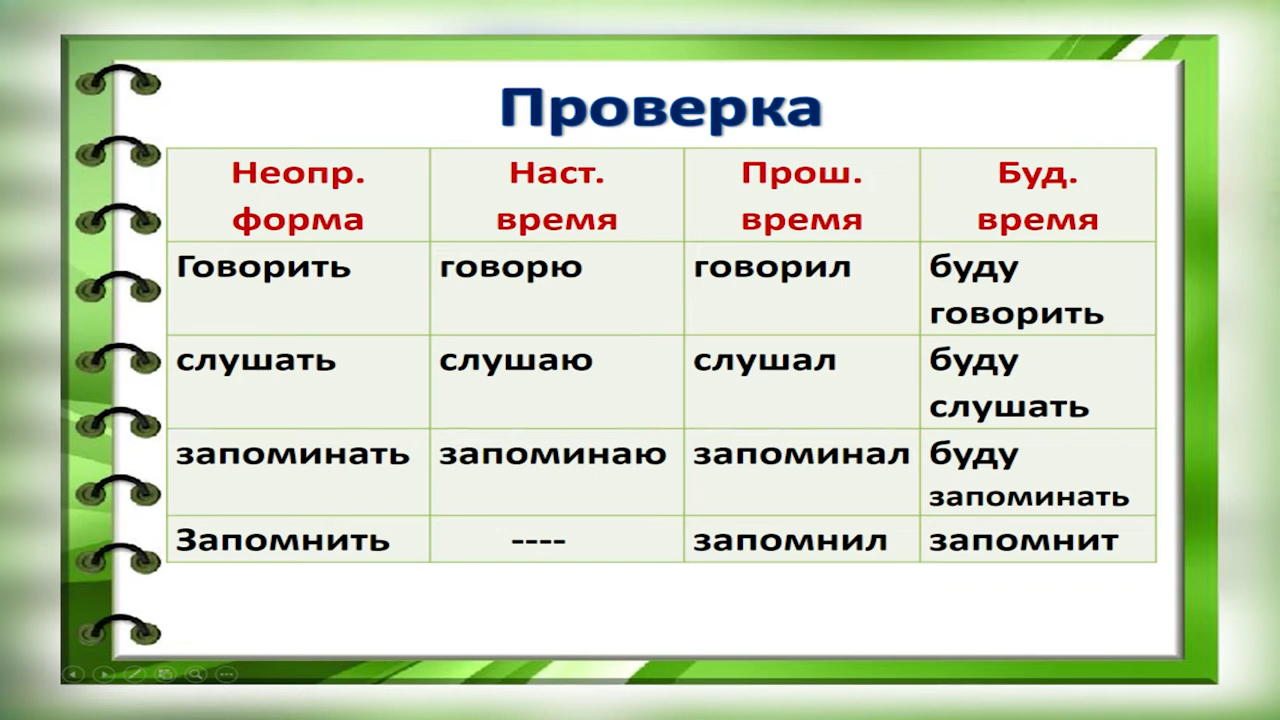 Проверка
Неопр. форма Наст. время Прош. время Буд. время
Говорить говорю говорил буду говорить
слушать слушаю слушал буду слушать
запоминать запоминаю запоминал буду запоминать
Запомнить ---- запомнил запомнит